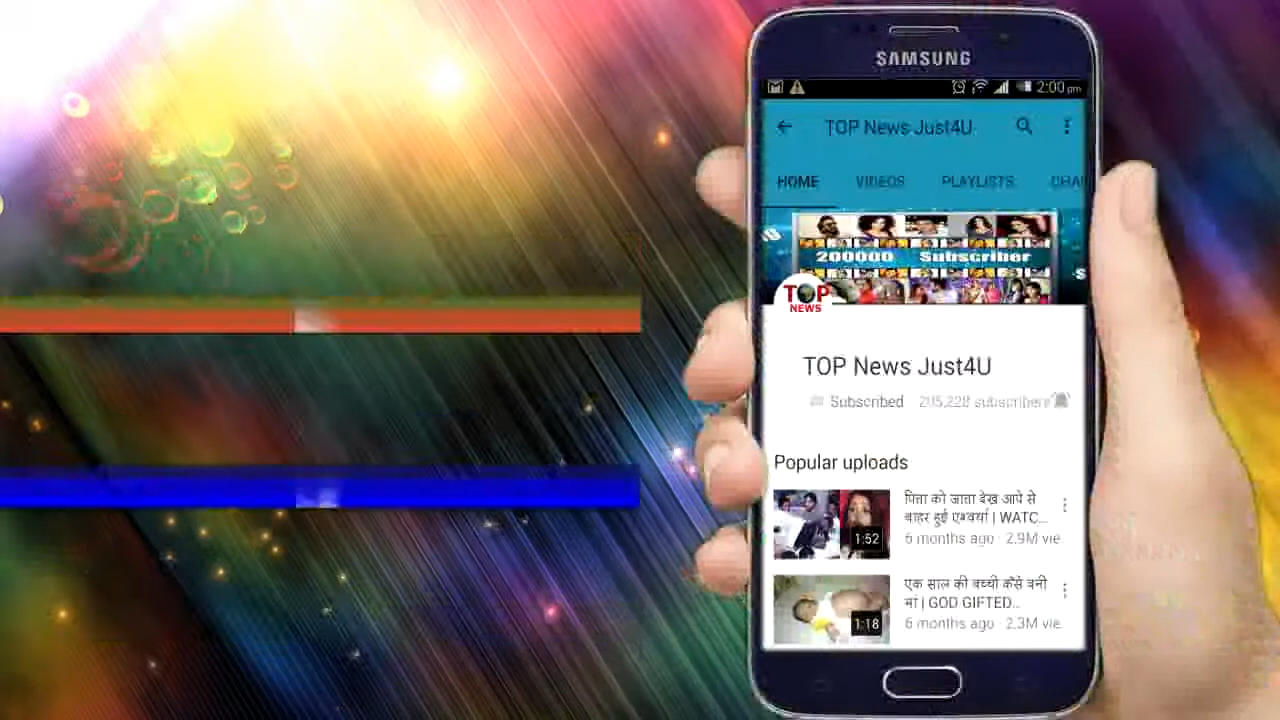 SAMSUNG
2:00 pm
TOP News Just4U
HOME VIDEOS PLAYLISTS CHA
200000 Subscriber
TOP
NEWS
TOP News Just4U
Subscribed 205,228 subscribers
Popular uploads
पित्ता को जाता देख आपे से
बाहर हुई एश्वर्या | WATC...
6 months ago · 2.9M vie
1:52
एक साल की बच्ची कैसे बनी
मां | GOD GIFTED..
6 months ago · 2.3M vie
1:18